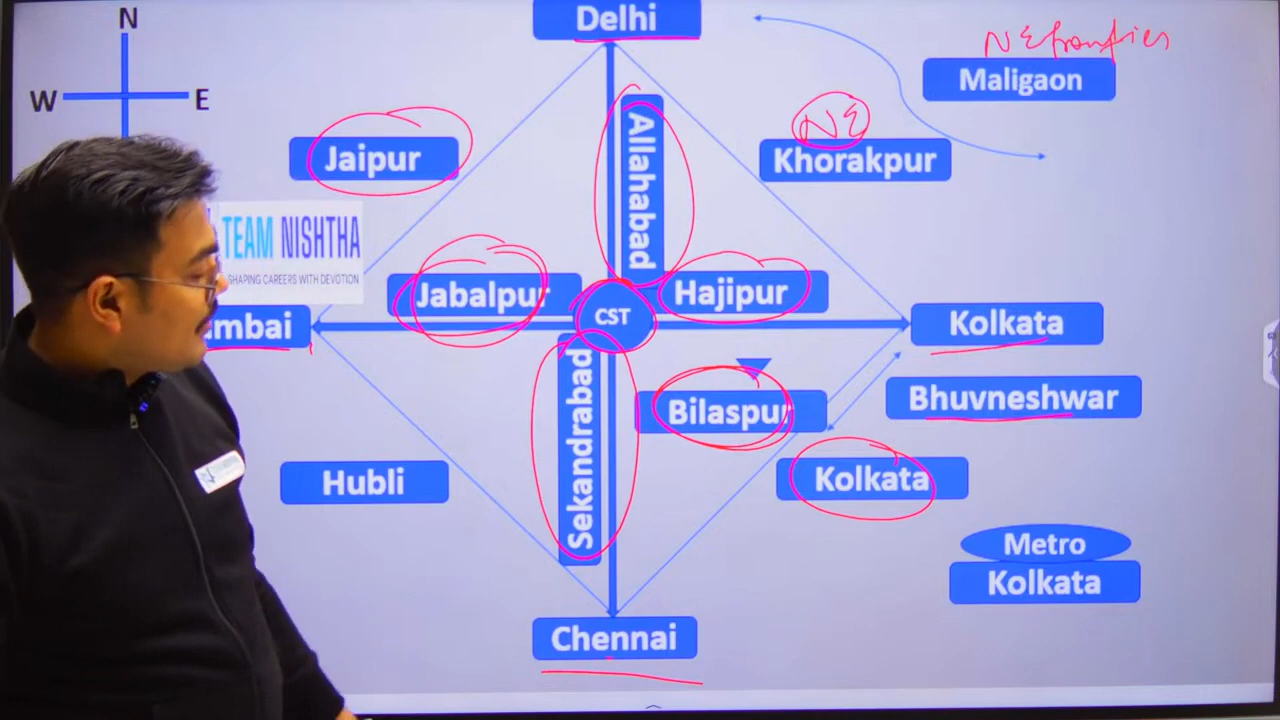 N
Delhi
NEfrontier
W
E
Maligaon
NE
Jaipur
Allahabad
Khorakpur
TEAM NISHTHA
SHAPING CAREERS WITH DEVOTION
Jabalpur
Hajipur
CST
mbai
Kolkata
Sekandrabad
Bilaspur
Bhuvneshwar
Hubli
Kolkata
Metro
Kolkata
Chennai